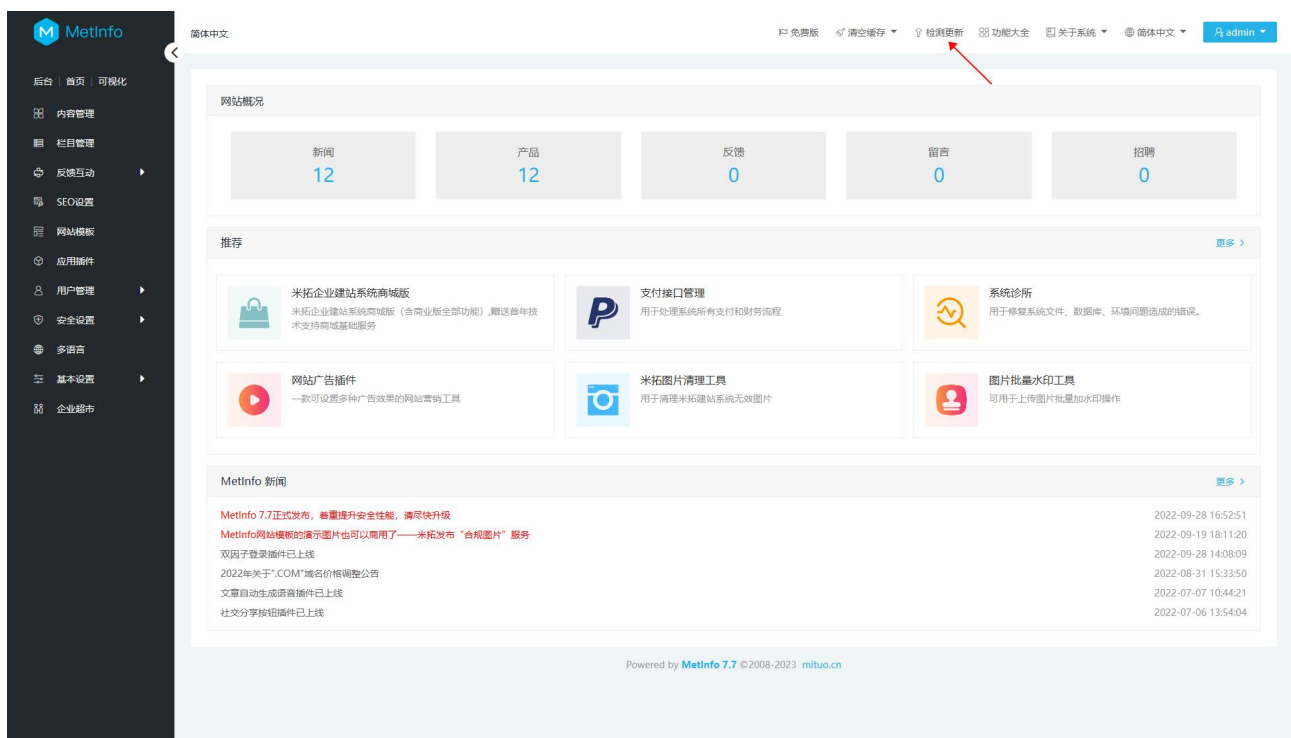 MetInfo
简体中文
免费版 清空缓存 检测更新 功能大全 关于系统 简体中文 admin
后台 首页 可视化
内容管理
栏目管理
反馈互动
SEO设置
网站模板
应用插件
用户管理
安全设置
多语言
基本设置
企业超市
网站概况
新闻 产品 反馈 留言 招聘
12 12 0 0 0
推荐 更多
米拓企业建站系统商城版
米拓企业建站系统商城版（含商业版全部功能）,赠送首年技
术支持商城基础服务
支付接口管理
用于处理系统所有支付和财务流程
系统诊所
用于修复系统文件、数据库、环境问题造成的错误。
网站广告插件
一款可设置多种广告效果的网站营销工具
米拓图片清理工具
用于清理米拓建站系统无效图片
图片批量水印工具
可用于上传图片批量加水印操作
MetInfo 新闻 更多
MetInfo 7.7正式发布，着重提升安全性能，请尽快升级 2022-09-28 16:52:51
MetInfo网站模板的演示图片也可以商用了——米拓发布“合规图片”服务 2022-09-19 18:11:20
双因子登录插件已上线 2022-09-28 14:08:09
2022年关于“.COM”域名价格调整公告 2022-08-31 15:33:50
文章自动生成语音插件已上线 2022-07-07 10:44:21
社交分享按钮插件已上线 2022-07-06 13:54:04
Powered by MetInfo 7.7 ©2008-2023 mituo.cn